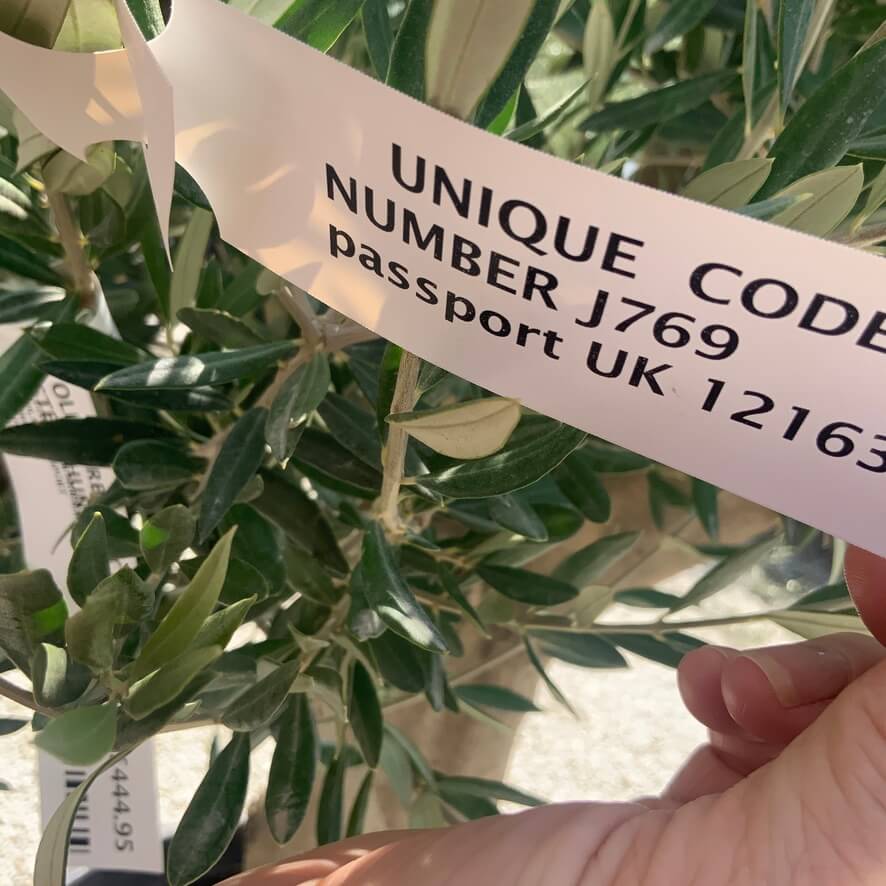 UNIQUE CODE
NUMBER J769
passport UK 12163
444.95